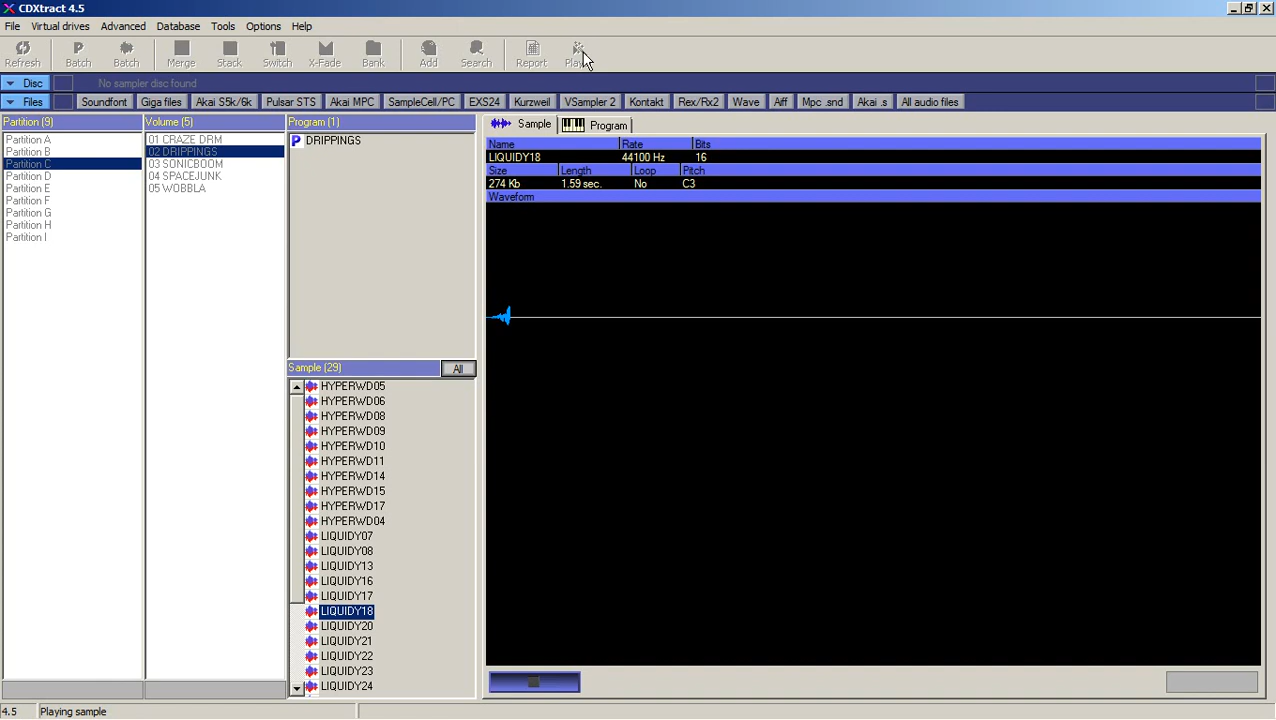 CDXtract 4.5
File Virtual drives Advanced Database Tools Options Help
Refresh Batch Batch Merge Stack Switch X-Fade Bank Add Search Report
Disc No sampler disc found
Files Soundfont Giga files Akai S5k/6k Pulsar STS Akai MPC SampleCell/PC EXS24 Kurzweil VSampler 2 Kontakt Rex/Rx2 Wave Aiff Mpc .snd Akai .s All audio files
Partition (9)
Partition A
Partition B
Partition C
Partition D
Partition E
Partition F
Partition G
Partition H
Partition I
Volume (5)
01 CRAZE DRM
02 DRIPPINGS
03 SONICBOOM
04 SPACEJUNK
05 WOBBLA
Program (1)
P DRIPPINGS
Sample (29) All
HYPERWD05
HYPERWD06
HYPERWD08
HYPERWD09
HYPERWD10
HYPERWD11
HYPERWD14
HYPERWD15
HYPERWD17
HYPERWD04
LIQUIDY07
LIQUIDY08
LIQUIDY13
LIQUIDY16
LIQUIDY17
LIQUIDY18
LIQUIDY20
LIQUIDY21
LIQUIDY22
LIQUIDY23
LIQUIDY24
Sample Program
Name Rate Bits
LIQUIDY18 44100 Hz 16
Size Length Loop Pitch
274 Kb 1.59 sec. No C3
Waveform
4.5 Playing sample